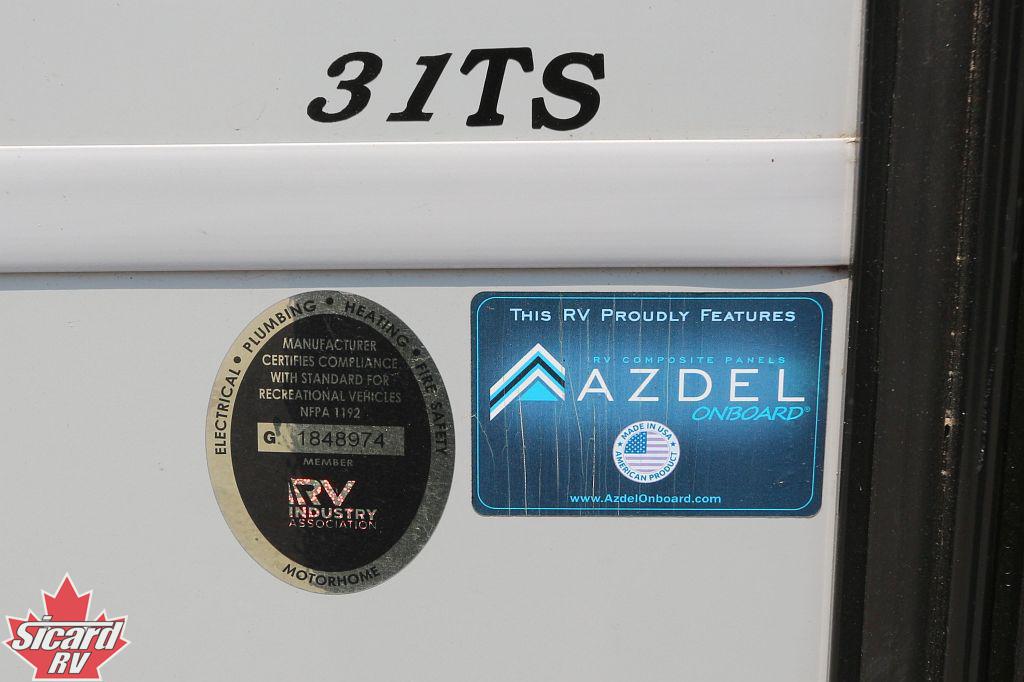 31TS
ELECTRICAL • PLUMBING • HEATING • FIRE SAFETY
MANUFACTURER
CERTIFIES COMPLIANCE
WITH STANDARD FOR
RECREATIONAL VEHICLES
NFPA 1192
G 1848974
MEMBER
RV
INDUSTRY
ASSOCIATION
MOTORHOME
THIS RV PROUDLY FEATURES
RV COMPOSITE PANELS
AZDEL
ONBOARD®
MADE IN USA
AMERICAN PRODUCT
www.AzdelOnboard.com
Sicard
RV